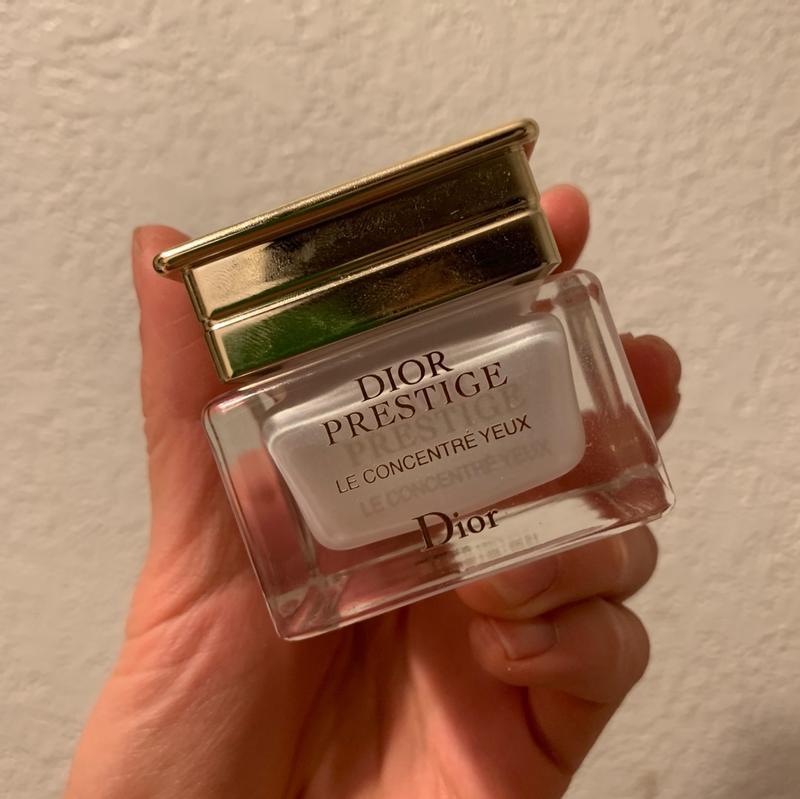 DIOR
PRESTIGE
LE CONCENTRÉ YEUX
Dior